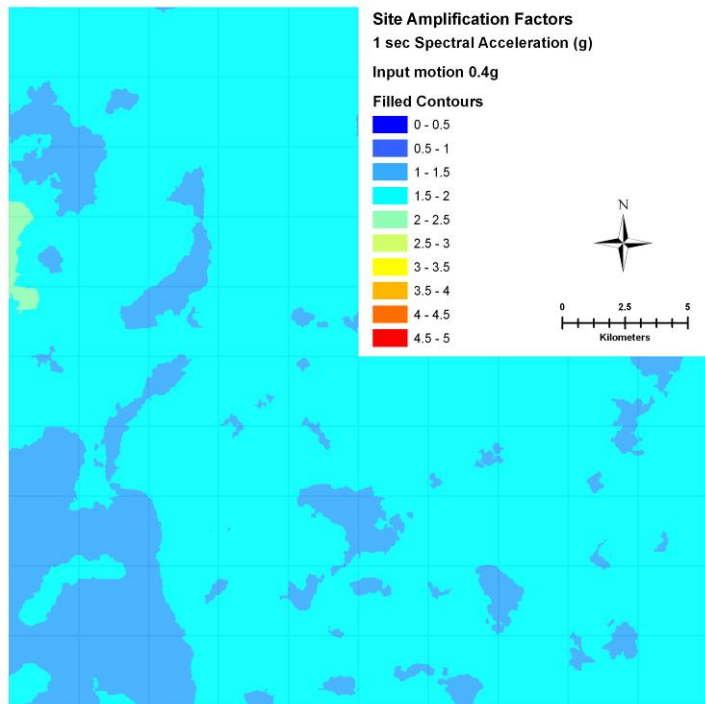 Site Amplification Factors
1 sec Spectral Acceleration (g)
Input motion 0.4g
Filled Contours
0 - 0.5
0.5 - 1
1 - 1.5
1.5 - 2
2 - 2.5
2.5 - 3
3 - 3.5
3.5 - 4
4 - 4.5
4.5 - 5
N
0 2.5 5
Kilometers